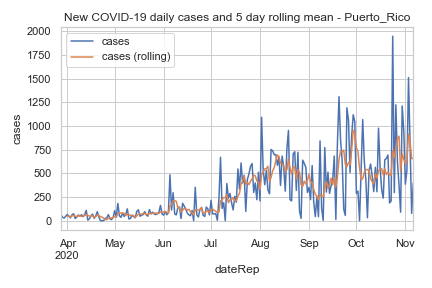 New COVID-19 daily cases and 5 day rolling mean - Puerto_Rico
cases
cases (rolling)
2000
1750
1500
1250
1000
750
500
250
0
cases
Apr
2020
May
Jun
Jul
Aug
Sep
Oct
Nov
dateRep